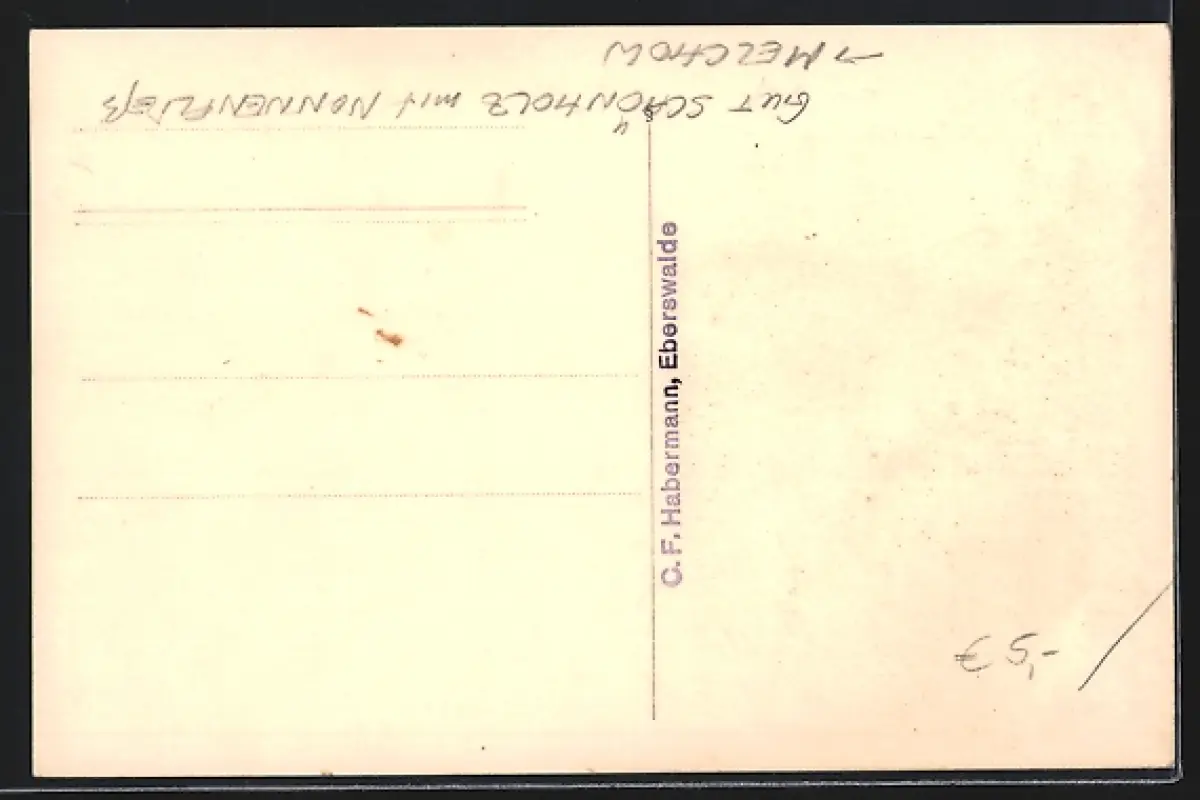 GUT SCHÖNHOLZ mit NONNENFLIEß
→ MELCHOW
C. F. Habermann, Eberswalde
€ 5,-